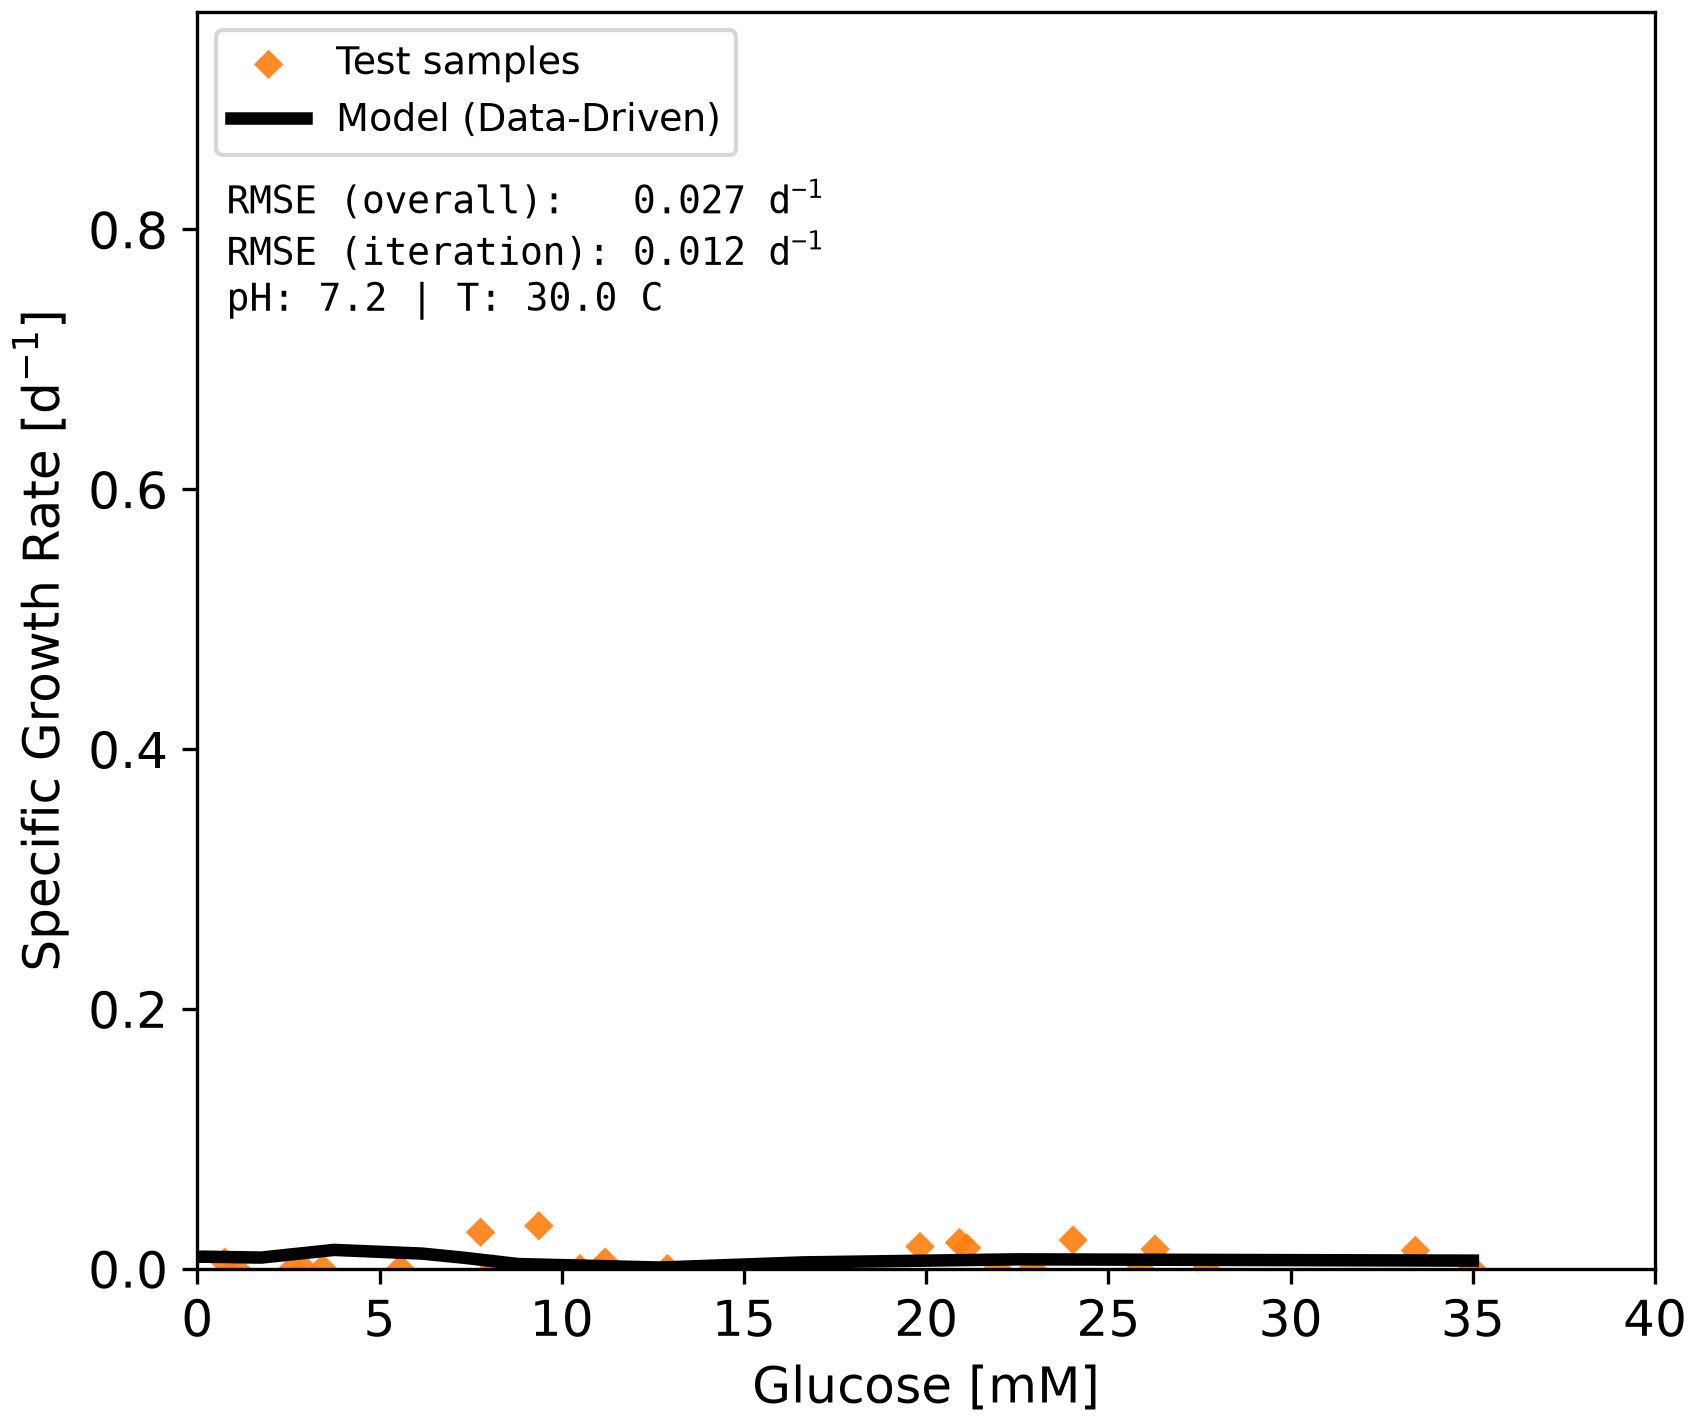 Test samples
Model (Data-Driven)
RMSE (overall):   0.027 d⁻¹
RMSE (iteration): 0.012 d⁻¹
pH: 7.2 | T: 30.0 C
Specific Growth Rate [d⁻¹]
0.8
0.6
0.4
0.2
0.0
0 5 10 15 20 25 30 35 40
Glucose [mM]